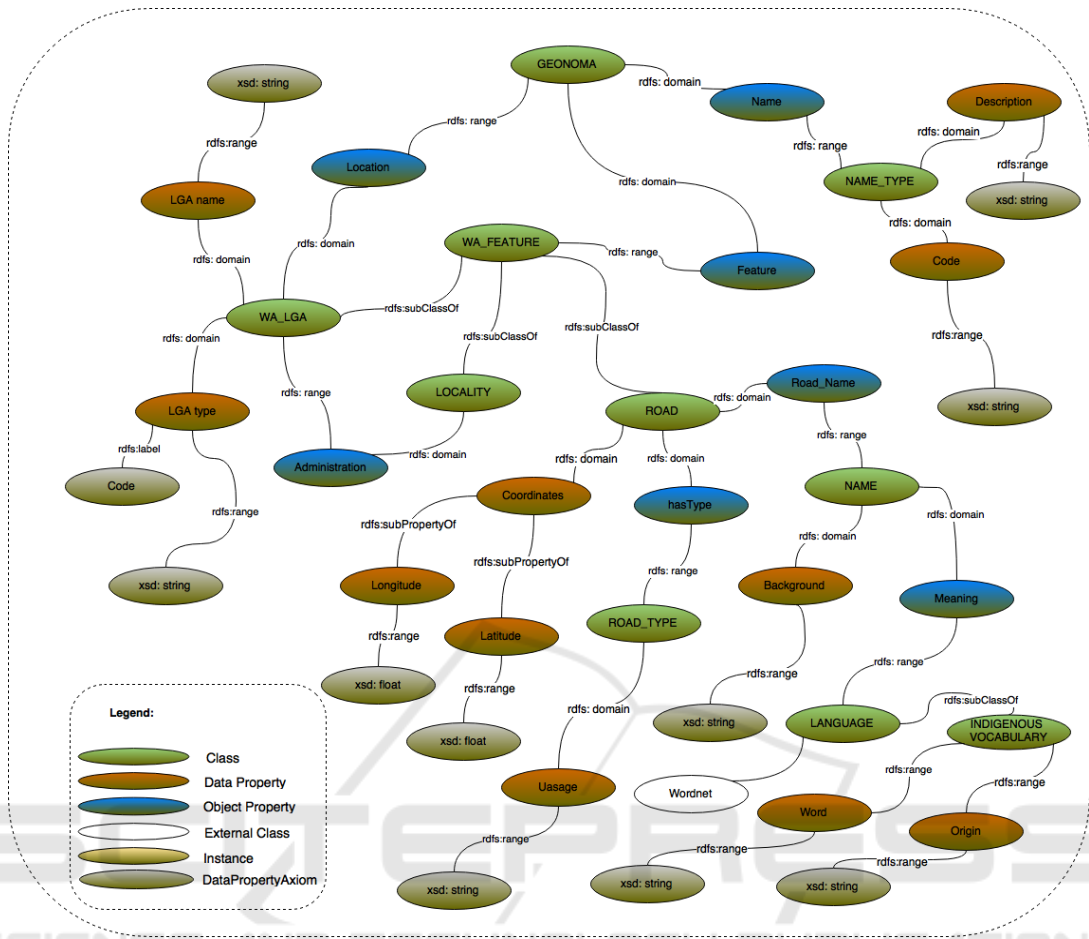 GEONOMA
rdfs: domain
Name
xsd: string
Description
rdfs: range
rdfs: domain
rdfs:range
rdfs: range
Location
rdfs:range
NAME_TYPE
rdfs: domain
xsd: string
LGA name
rdfs: domain
rdfs: domain
WA_FEATURE
rdfs: range
rdfs: domain
Feature
Code
rdfs: domain
WA_LGA
rdfs:subClassOf
rdfs:subClassOf
rdfs:subClassOf
rdfs: domain
rdfs:range
rdfs: range
LOCALITY
ROAD
rdfs: domain
Road_Name
xsd: string
LGA type
rdfs:label
rdfs: range
Code
Administration
rdfs: domain
rdfs: domain
rdfs: domain
NAME
Coordinates
hasType
rdfs: domain
rdfs:range
rdfs:subPropertyOf
rdfs: domain
rdfs:subPropertyOf
rdfs: range
xsd: string
Longitude
Background
Meaning
rdfs:range
Latitude
ROAD_TYPE
rdfs: range
xsd: float
rdfs:range
rdfs:range
rdfs: domain
xsd: string
LANGUAGE
rdfs:subClassOf
INDIGENOUS
VOCABULARY
xsd: float
rdfs:range
rdfs:range
Uasage
Wordnet
Word
Origin
rdfs:range
rdfs:range
rdfs:range
xsd: string
xsd: string
xsd: string
Legend:
Class
Data Property
Object Property
External Class
Instance
DataPropertyAxiom
SCITEPRESS